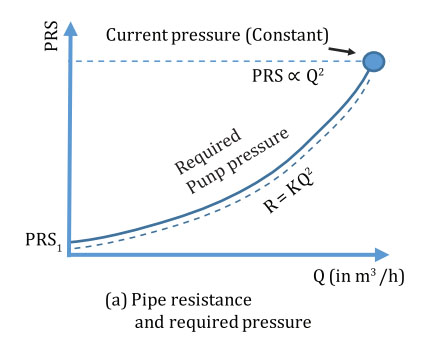 PRS
Current pressure (Constant)
PRS ∝ Q²
Required
Punp pressure
R = KQ²
PRS₁
Q (in m³/h)
(a) Pipe resistance
and required pressure